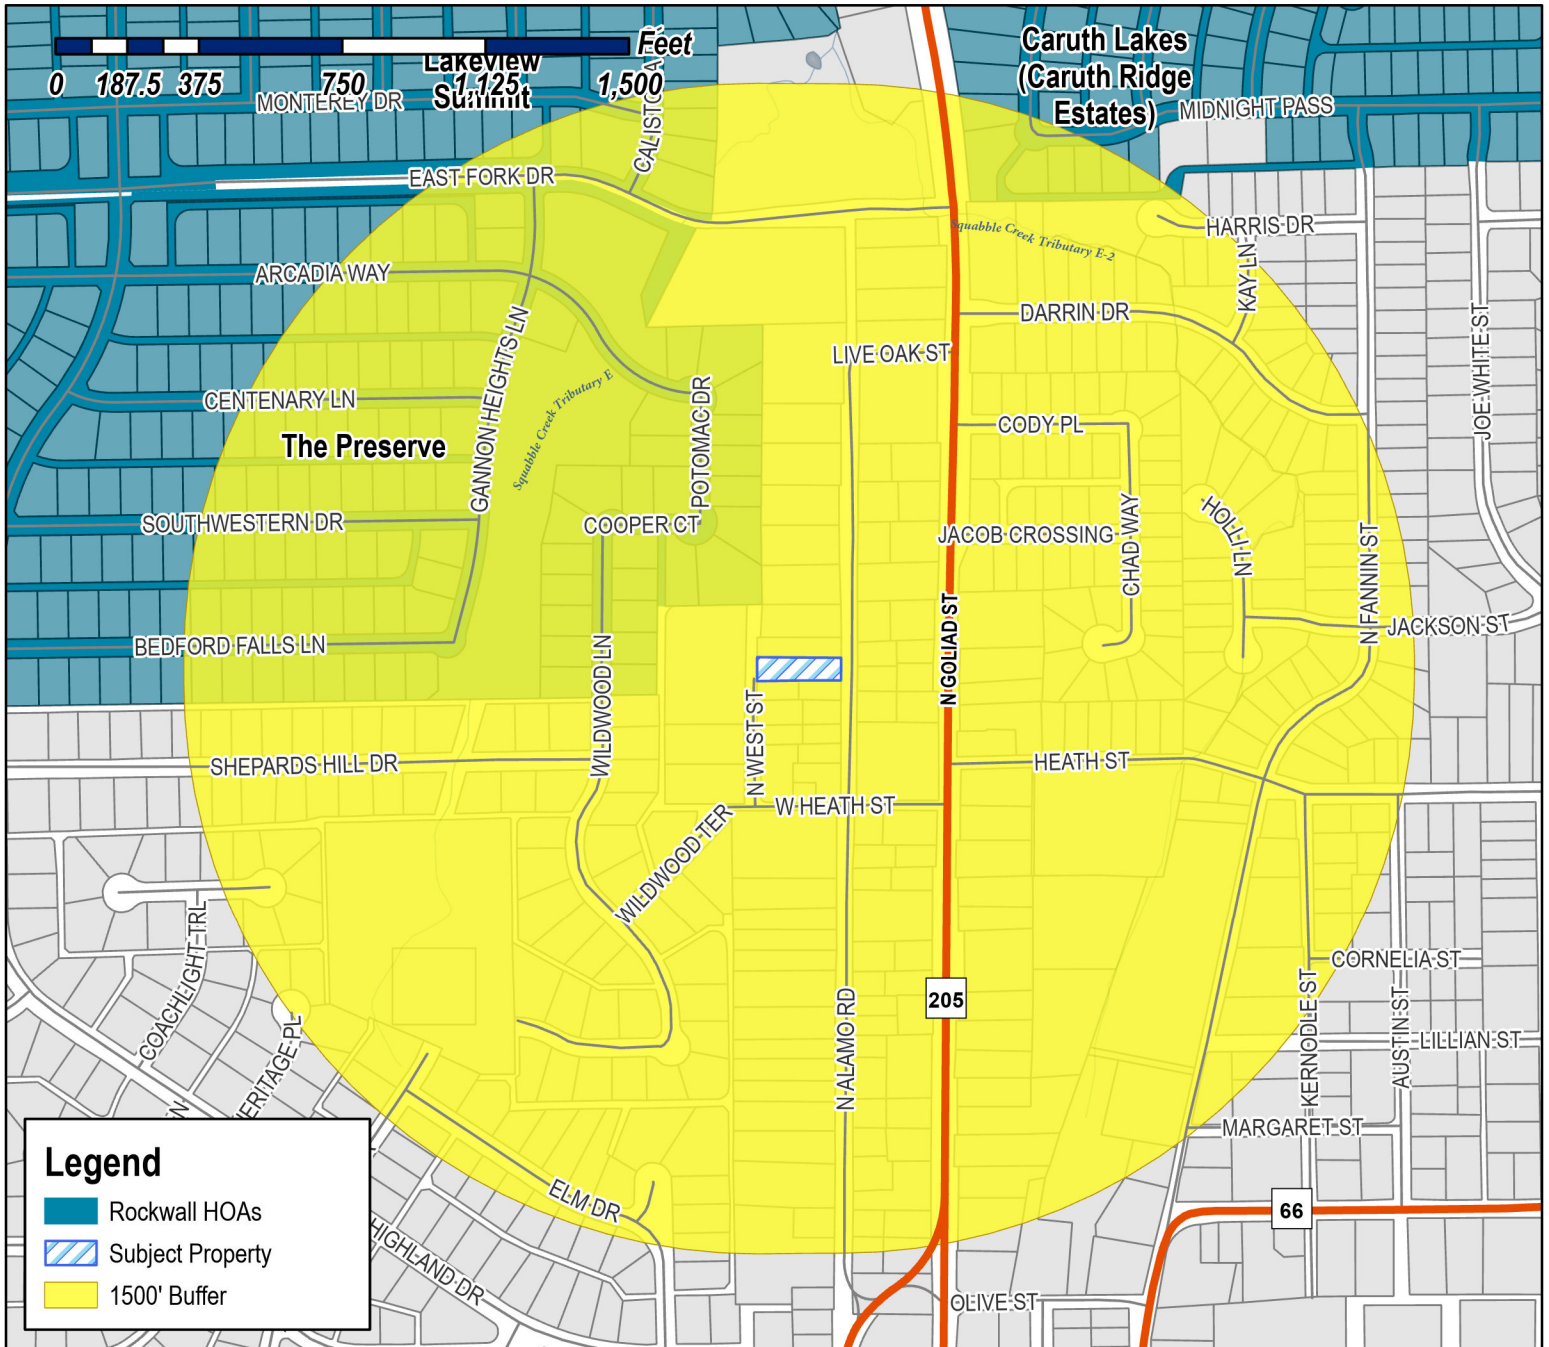 Feet
0 187.5 375 750 1,125 1,500
Lakeview
Summit
Caruth Lakes
(Caruth Ridge
Estates)
MONTEREY DR
MIDNIGHT PASS
EAST FORK DR
Squabble Creek Tributary E-2
HARRIS DR
KAY LN
ARCADIA WAY
DARRIN DR
JOE WHITE ST
LIVE OAK ST
GANNON HEIGHTS LN
CENTENARY LN
Squabble Creek Tributary E
POTOMAC DR
CODY PL
The Preserve
SOUTHWESTERN DR
COOPER CT
JACOB CROSSING
CHAD WAY
HOLLI LN
N FANNIN ST
JACKSON ST
BEDFORD FALLS LN
WILDWOOD LN
N GOLIAD ST
N WEST ST
SHEPARDS HILL DR
HEATH ST
W HEATH ST
WILDWOOD TER
COACHLIGHT TRL
CORNELIA ST
205
N ALAMO RD
KERNODLE ST
AUSTIN ST
LILLIAN ST
MARGARET ST
ELM DR
66
HIGHLAND DR
OLIVE ST
Legend
Rockwall HOAs
Subject Property
1500' Buffer